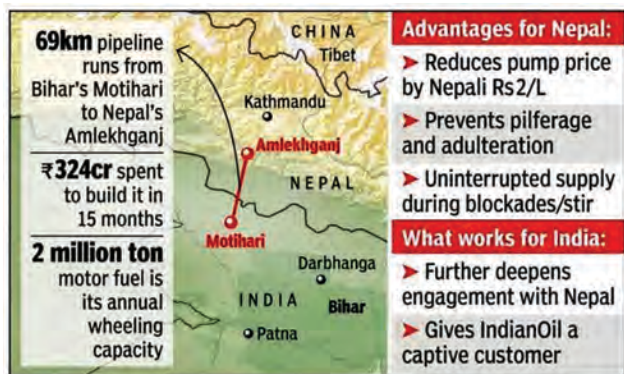 69km pipeline
runs from
Bihar's Motihari
to Nepal's
Amlekhganj
₹324cr spent
to build it in
15 months
2 million ton
motor fuel is
its annual
wheeling
capacity
CHINA
Tibet
Kathmandu
Amlekhganj
NEPAL
Motihari
Darbhanga
INDIA
Bihar
Patna
Advantages for Nepal:
➤ Reduces pump price
by Nepali Rs2/L
➤ Prevents pilferage
and adulteration
➤ Uninterrupted supply
during blockades/stir
What works for India:
➤ Further deepens
engagement with Nepal
➤ Gives IndianOil a
captive customer